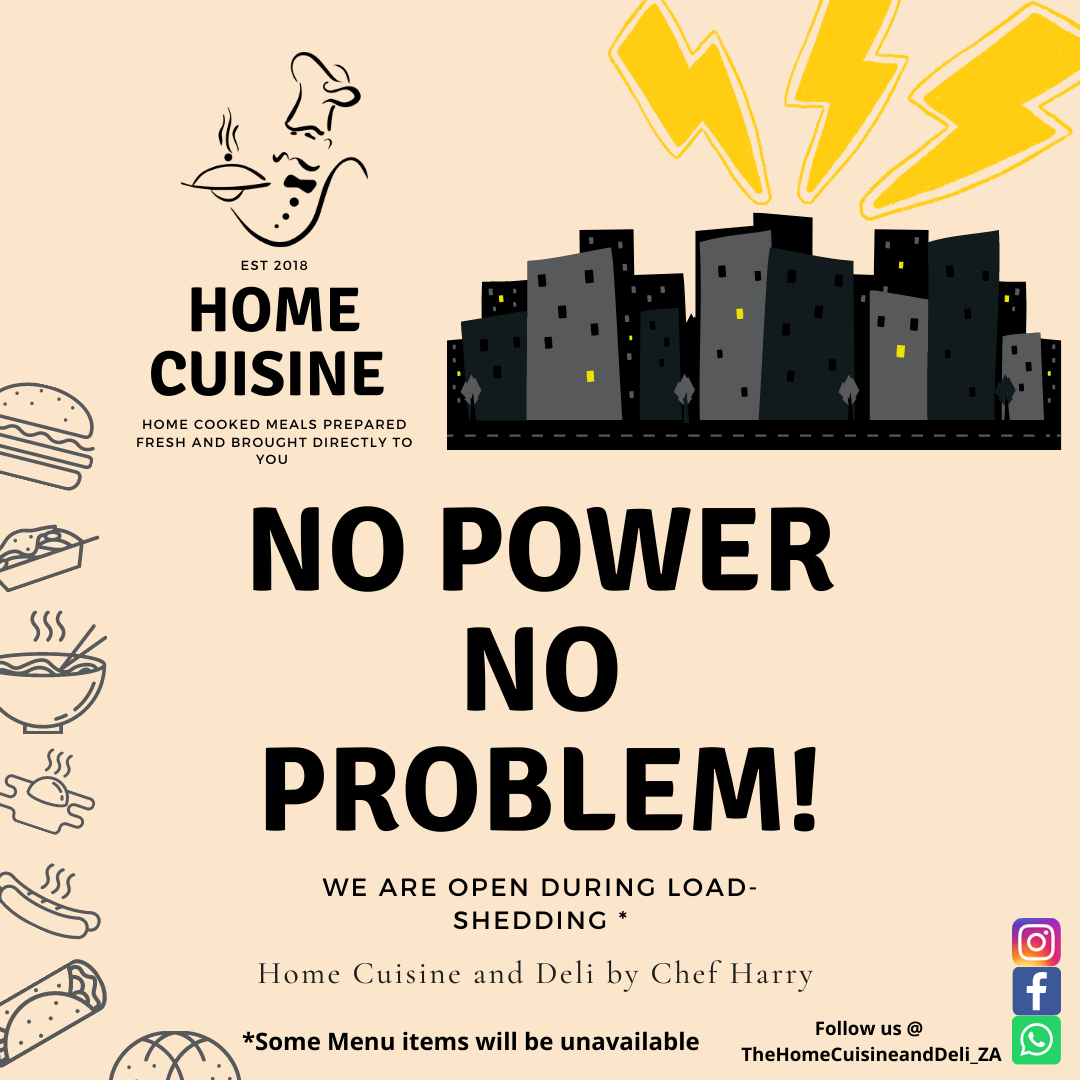 EST 2018
HOME
CUISINE
HOME COOKED MEALS PREPARED
FRESH AND BROUGHT DIRECTLY TO
YOU
NO POWER
NO
PROBLEM!
WE ARE OPEN DURING LOAD-
SHEDDING *
Home Cuisine and Deli by Chef Harry
*Some Menu items will be unavailable
Follow us @
TheHomeCuisineandDeli_ZA